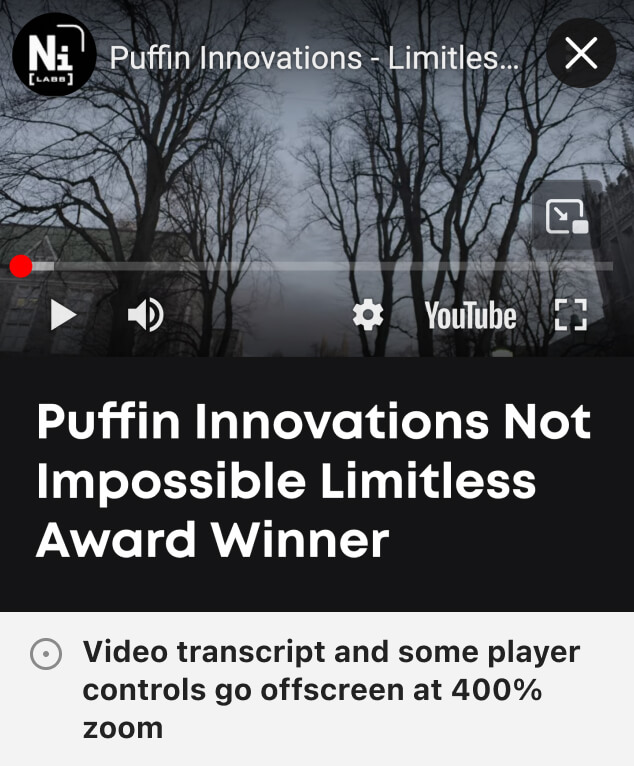 Ni
[LABS]
Puffin Innovations - Limitles...
YouTube
Puffin Innovations Not
Impossible Limitless
Award Winner
Video transcript and some player
controls go offscreen at 400%
zoom